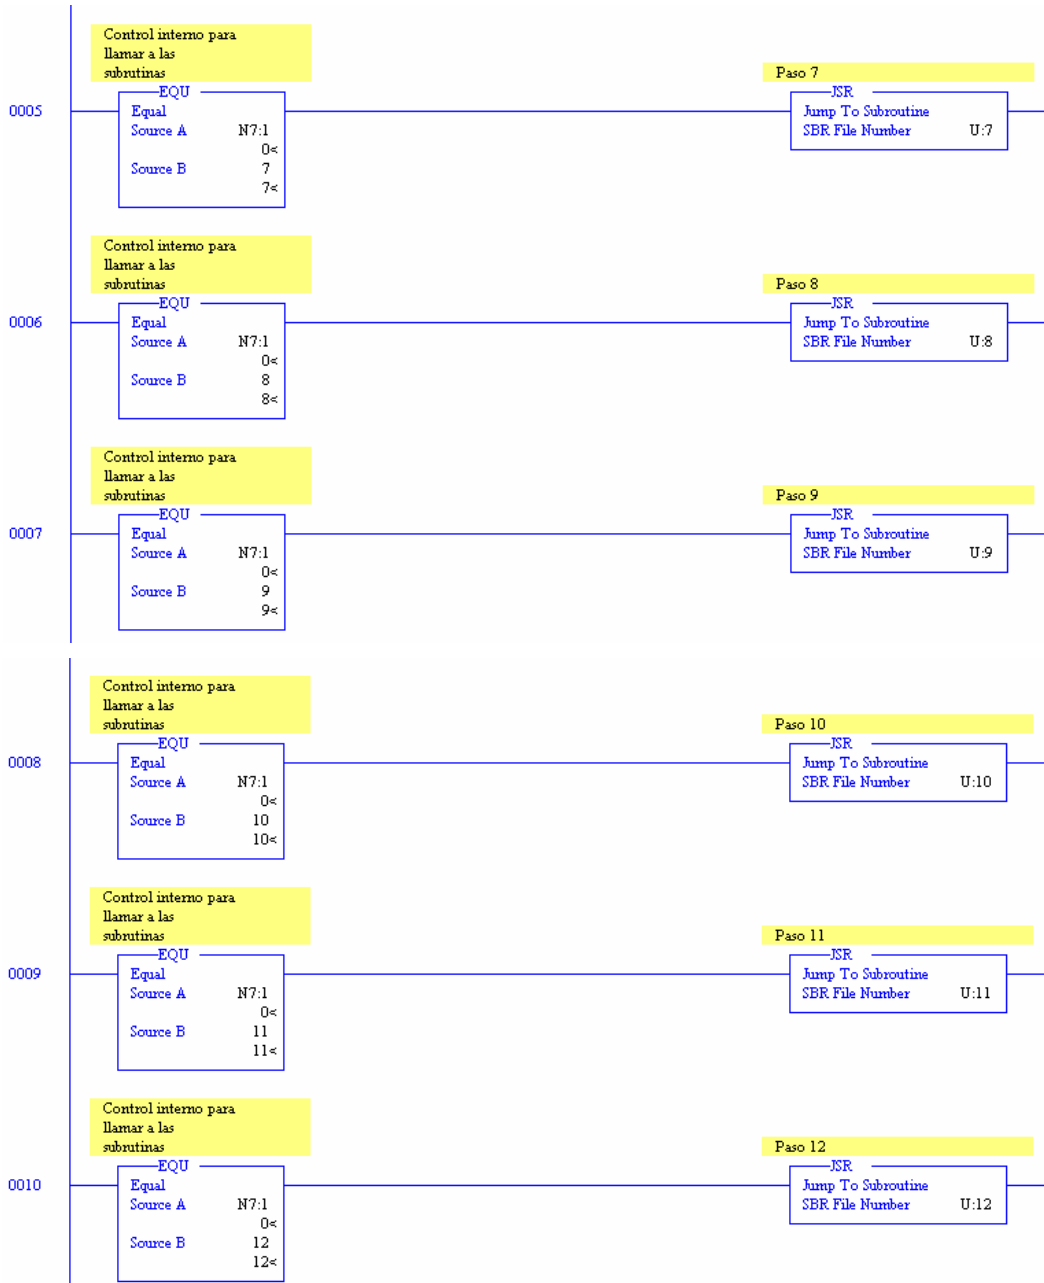 Control interno para
llamar a las
subrutinas
Paso 7
EQU
JSR
0005
Equal
Jump To Subroutine
Source A N7:1
SBR File Number U:7
0<
Source B 7
7<
Control interno para
llamar a las
subrutinas
Paso 8
EQU
JSR
0006
Equal
Jump To Subroutine
Source A N7:1
SBR File Number U:8
0<
Source B 8
8<
Control interno para
llamar a las
subrutinas
Paso 9
EQU
JSR
0007
Equal
Jump To Subroutine
Source A N7:1
SBR File Number U:9
0<
Source B 9
9<
Control interno para
llamar a las
subrutinas
Paso 10
EQU
JSR
0008
Equal
Jump To Subroutine
Source A N7:1
SBR File Number U:10
0<
Source B 10
10<
Control interno para
llamar a las
subrutinas
Paso 11
EQU
JSR
0009
Equal
Jump To Subroutine
Source A N7:1
SBR File Number U:11
0<
Source B 11
11<
Control interno para
llamar a las
subrutinas
Paso 12
EQU
JSR
0010
Equal
Jump To Subroutine
Source A N7:1
SBR File Number U:12
0<
Source B 12
12<